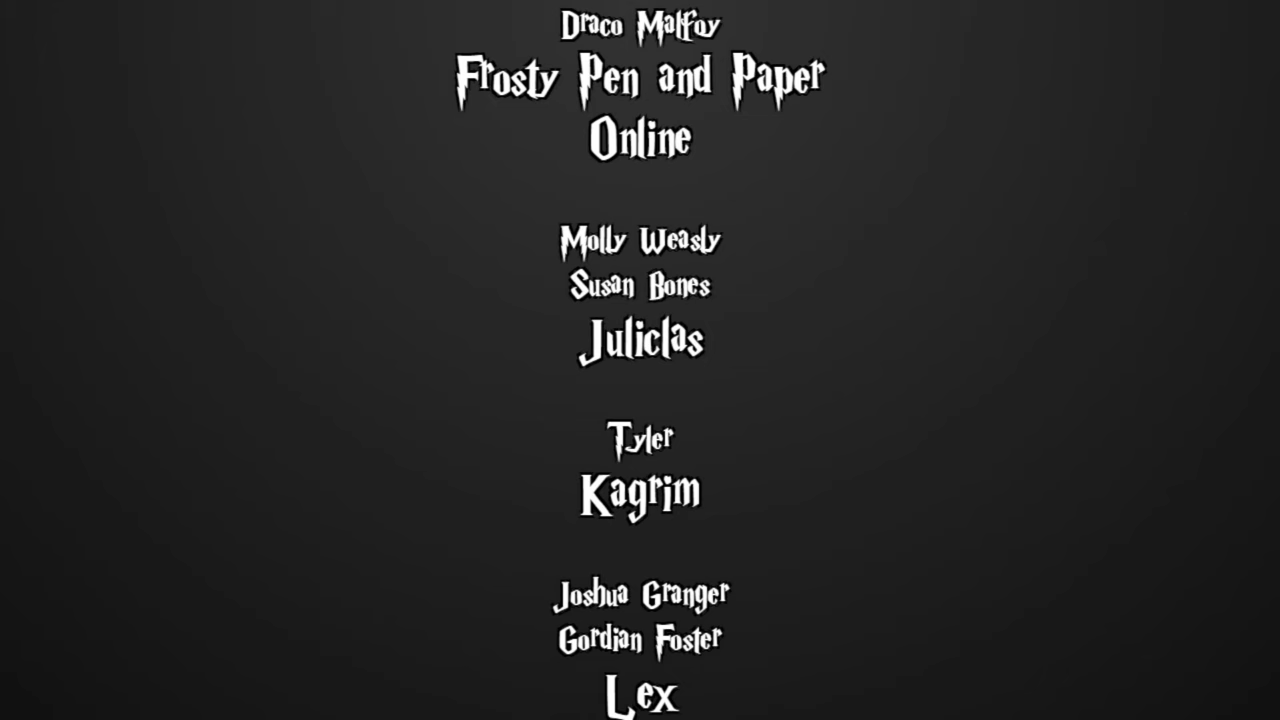 Draco Malfoy
Frosty Pen and Paper
Online
Molly Weasly
Susan Bones
Juliclas
Tyler
Kagrim
Joshua Granger
Gordian Foster
Lex